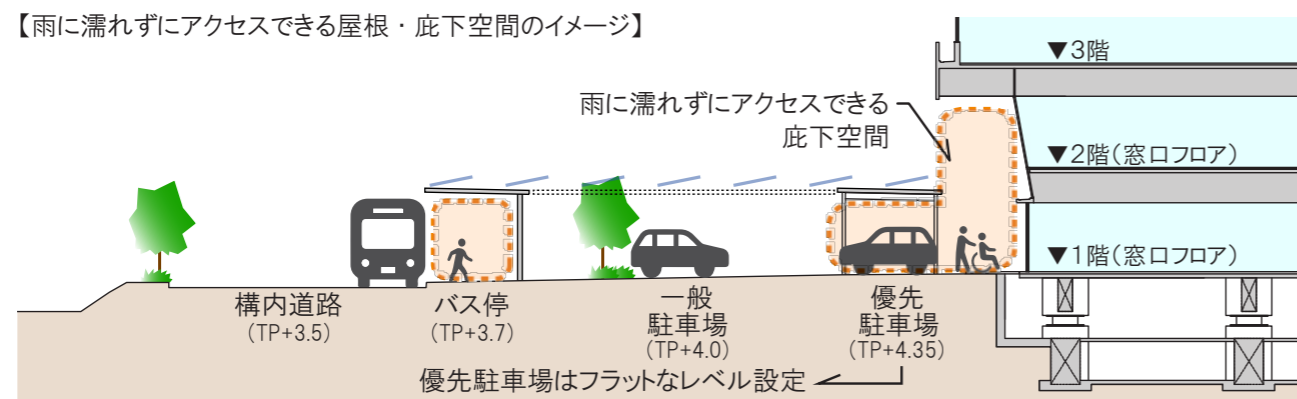 【雨に濡れずにアクセスできる屋根・庇下空間のイメージ】
▼3階
雨に濡れずにアクセスできる
庇下空間
▼2階(窓口フロア)
▼1階(窓口フロア)
構内道路
(TP+3.5)
バス停
(TP+3.7)
一般
駐車場
(TP+4.0)
優先
駐車場
(TP+4.35)
優先駐車場はフラットなレベル設定